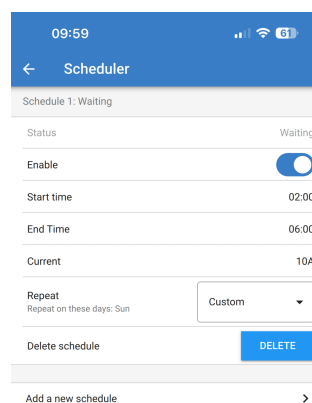 09:59
61
Scheduler
Schedule 1: Waiting
Status Waiting
Enable
Start time 02:00
End Time 06:00
Current 10A
Repeat
Repeat on these days: Sun
Custom
Delete schedule DELETE
Add a new schedule